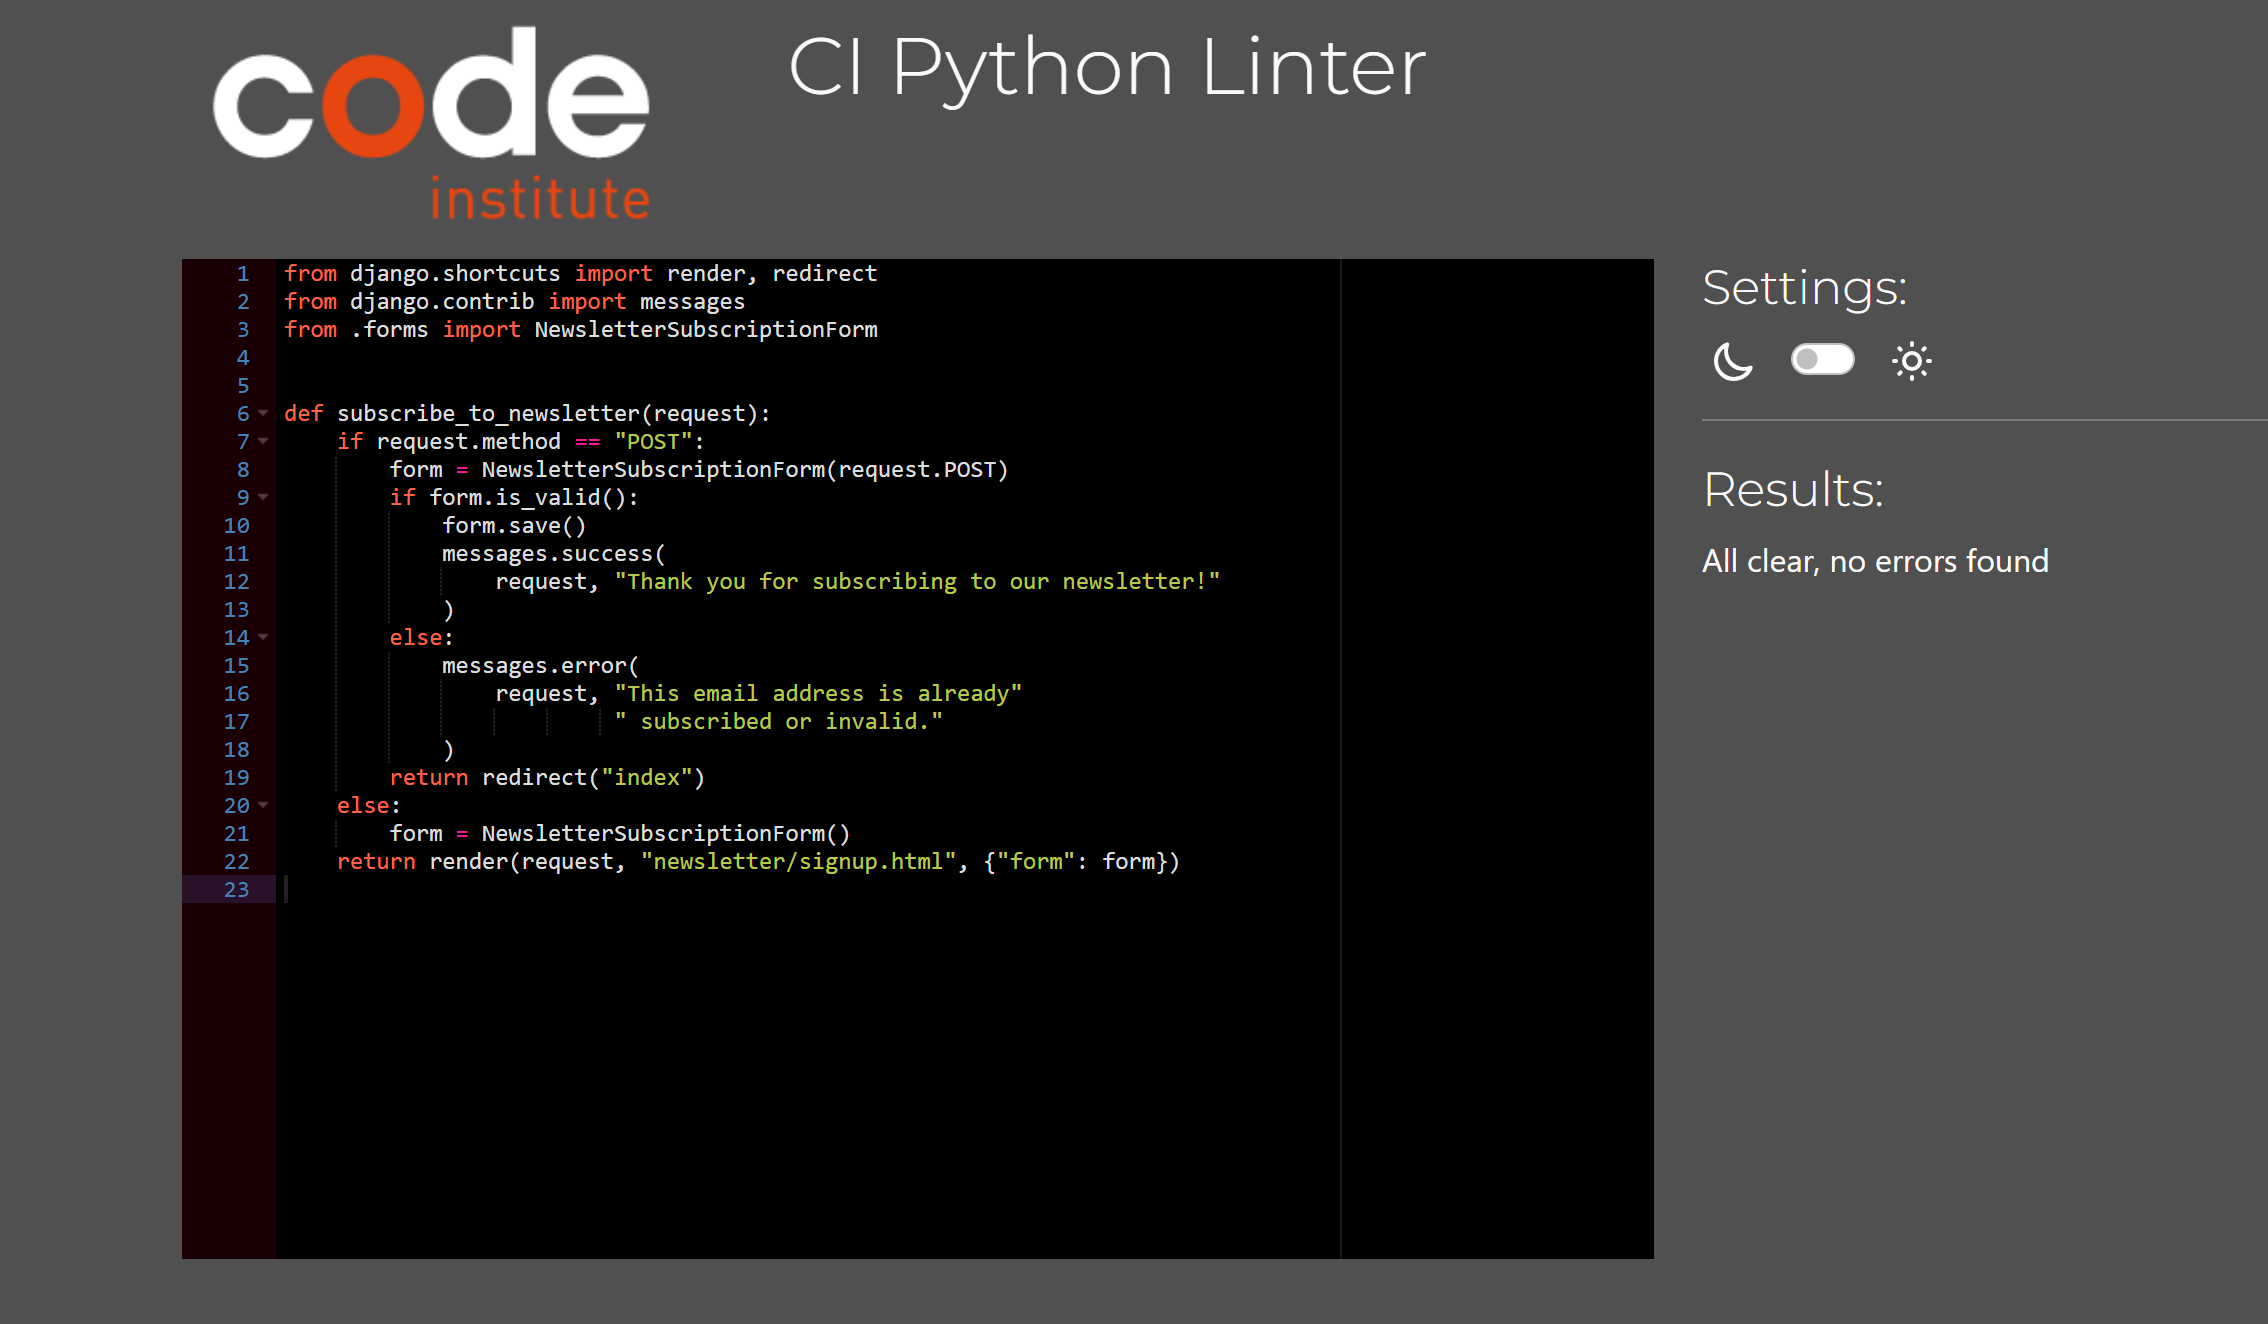 code
institute
CI Python Linter
1 from django.shortcuts import render, redirect
2 from django.contrib import messages
3 from .forms import NewsletterSubscriptionForm
4
5
6 def subscribe_to_newsletter(request):
7     if request.method == "POST":
8         form = NewsletterSubscriptionForm(request.POST)
9         if form.is_valid():
10             form.save()
11             messages.success(
12                 request, "Thank you for subscribing to our newsletter!"
13             )
14         else:
15             messages.error(
16                 request, "This email address is already"
17                          " subscribed or invalid."
18             )
19         return redirect("index")
20     else:
21         form = NewsletterSubscriptionForm()
22     return render(request, "newsletter/signup.html", {"form": form})
23
Settings:
Results:
All clear, no errors found